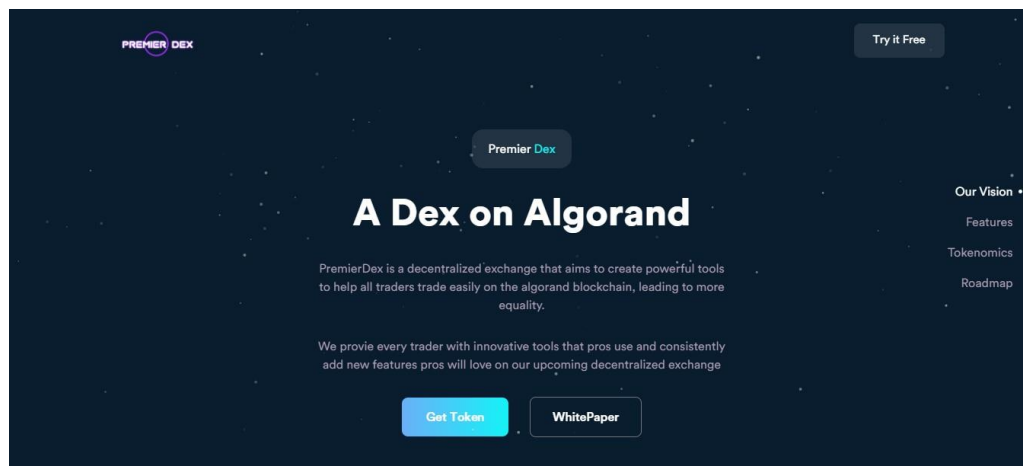 PREMIER DEX
Try it Free
Premier Dex
A Dex on Algorand
PremierDex is a decentralized exchange that aims to create powerful tools
to help all traders trade easily on the algorand blockchain, leading to more
equality.
We provie every trader with innovative tools that pros use and consistently
add new features pros will love on our upcoming decentralized exchange
Get Token
WhitePaper
Our Vision
Features
Tokenomics
Roadmap